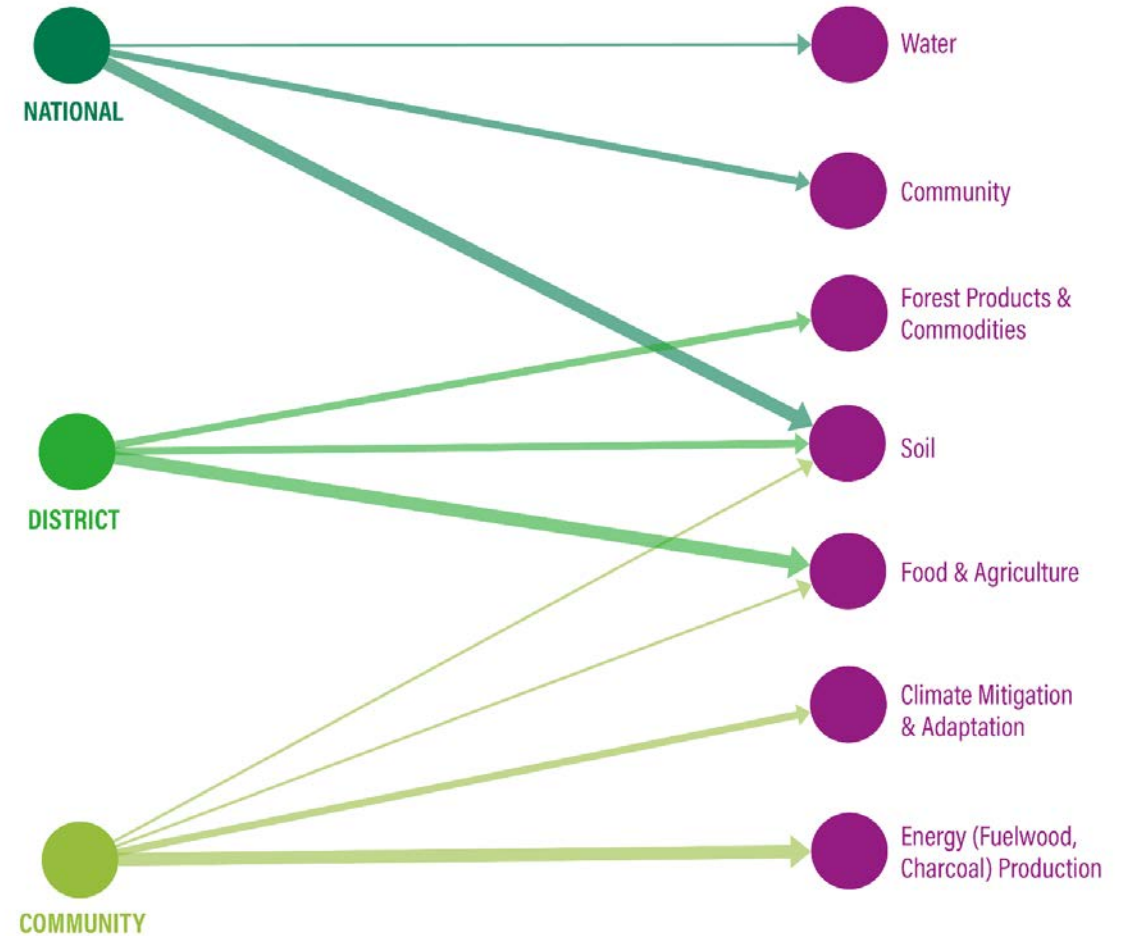 NATIONAL
Water
Community
Forest Products &
Commodities
DISTRICT
Soil
Food & Agriculture
Climate Mitigation
& Adaptation
COMMUNITY
Energy (Fuelwood,
Charcoal) Production